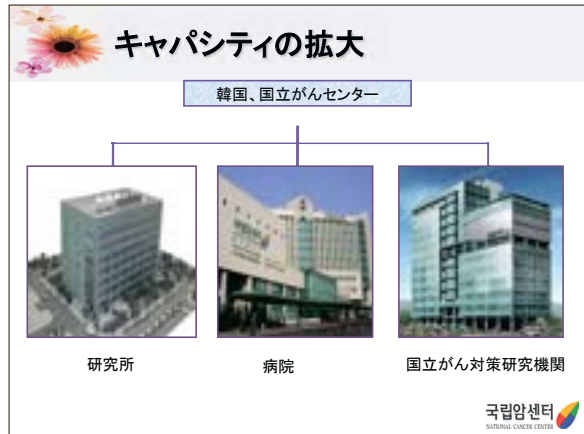 キャパシティの拡大
韓国、国立がんセンター
研究所
病院
国立がん対策研究機関
국립암센터
NATIONAL CANCER CENTER